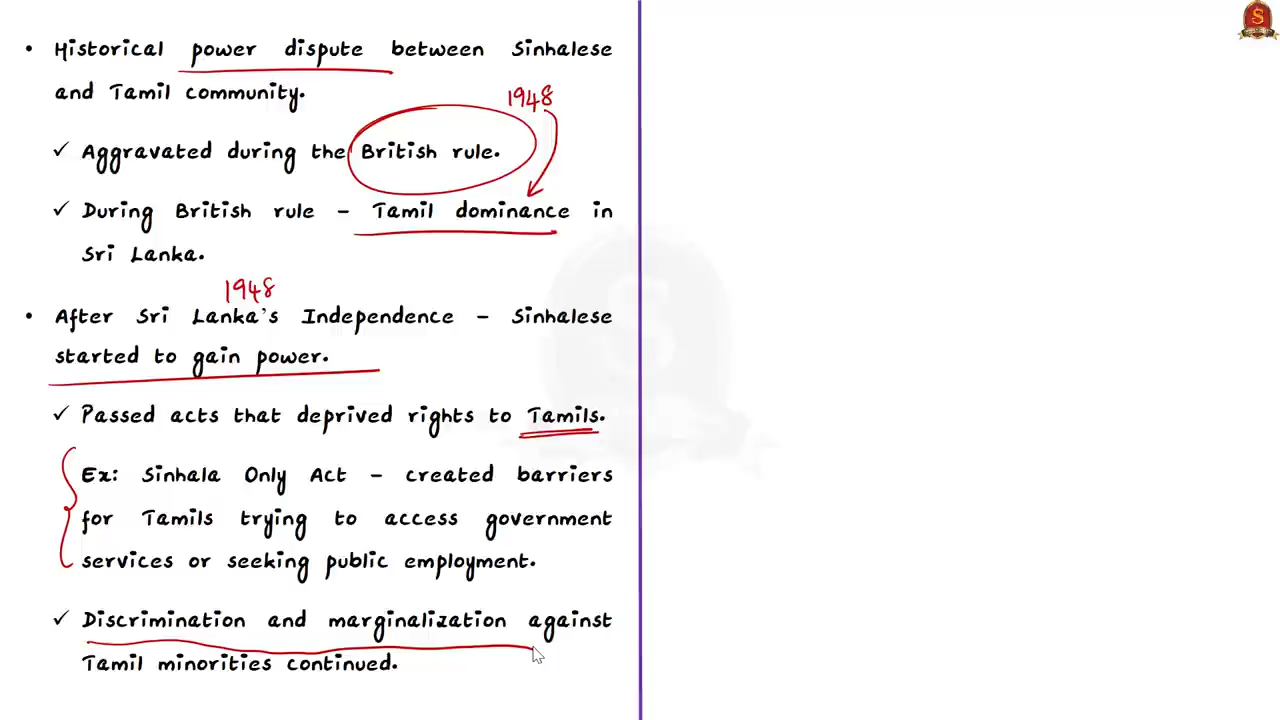 • Historical power dispute between Sinhalese
and Tamil community.
1948
✓ Aggravated during the British rule.
✓ During British rule – Tamil dominance in
Sri Lanka.
1948
• After Sri Lanka's Independence – Sinhalese
started to gain power.
✓ Passed acts that deprived rights to Tamils.
Ex: Sinhala Only Act – created barriers
for Tamils trying to access government
services or seeking public employment.
✓ Discrimination and marginalization against
Tamil minorities continued.
S